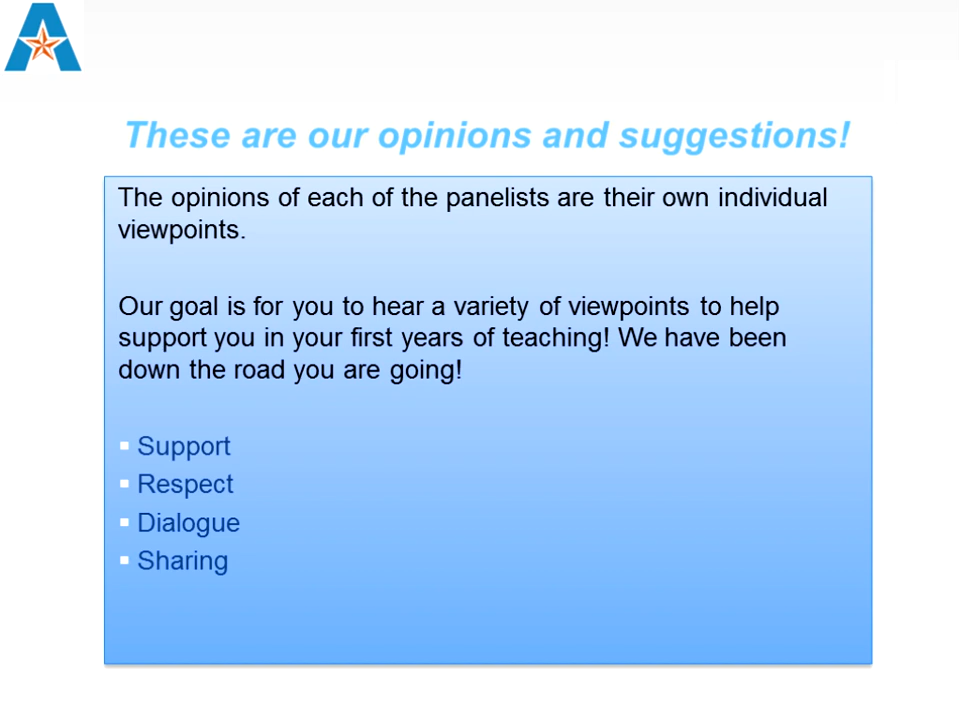 These are our opinions and suggestions!
The opinions of each of the panelists are their own individual
viewpoints.
Our goal is for you to hear a variety of viewpoints to help
support you in your first years of teaching! We have been
down the road you are going!
Support
Respect
Dialogue
Sharing